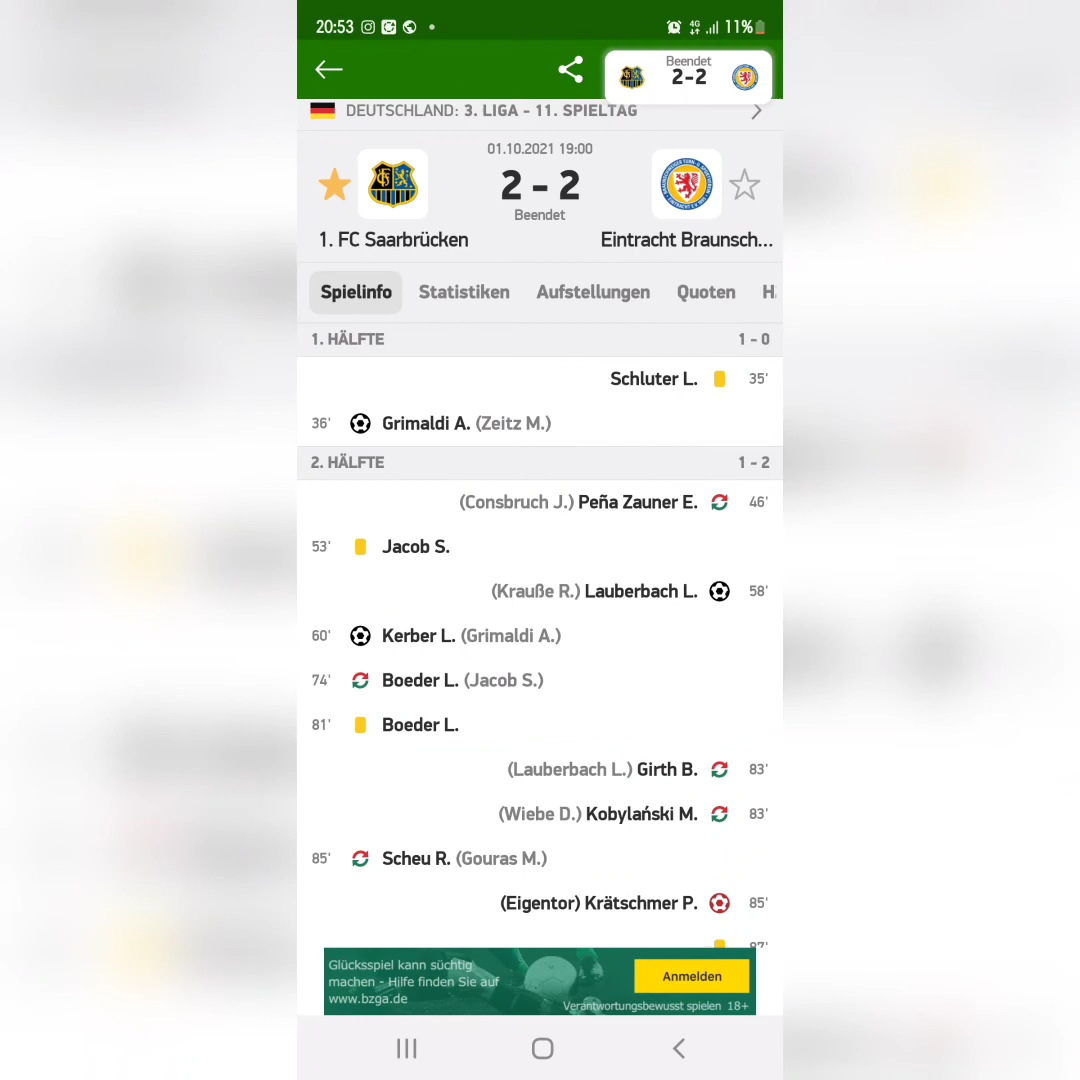 20:53 4G 11%
Beendet
2-2
DEUTSCHLAND: 3. LIGA - 11. SPIELTAG
01.10.2021 19:00
2 - 2
Beendet
1. FC Saarbrücken Eintracht Braunsch...
Spielinfo Statistiken Aufstellungen Quoten H
1. HÄLFTE 1 - 0
Schluter L. 35'
36' Grimaldi A. (Zeitz M.)
2. HÄLFTE 1 - 2
(Consbruch J.) Peña Zauner E. 46'
53' Jacob S.
(Krauße R.) Lauberbach L. 58'
60' Kerber L. (Grimaldi A.)
74' Boeder L. (Jacob S.)
81' Boeder L.
(Lauberbach L.) Girth B. 83'
(Wiebe D.) Kobylański M. 83'
85' Scheu R. (Gouras M.)
(Eigentor) Krätschmer P. 85'
Glücksspiel kann süchtig
machen - Hilfe finden Sie auf
www.bzga.de
Anmelden
Verantwortungsbewusst spielen 18+